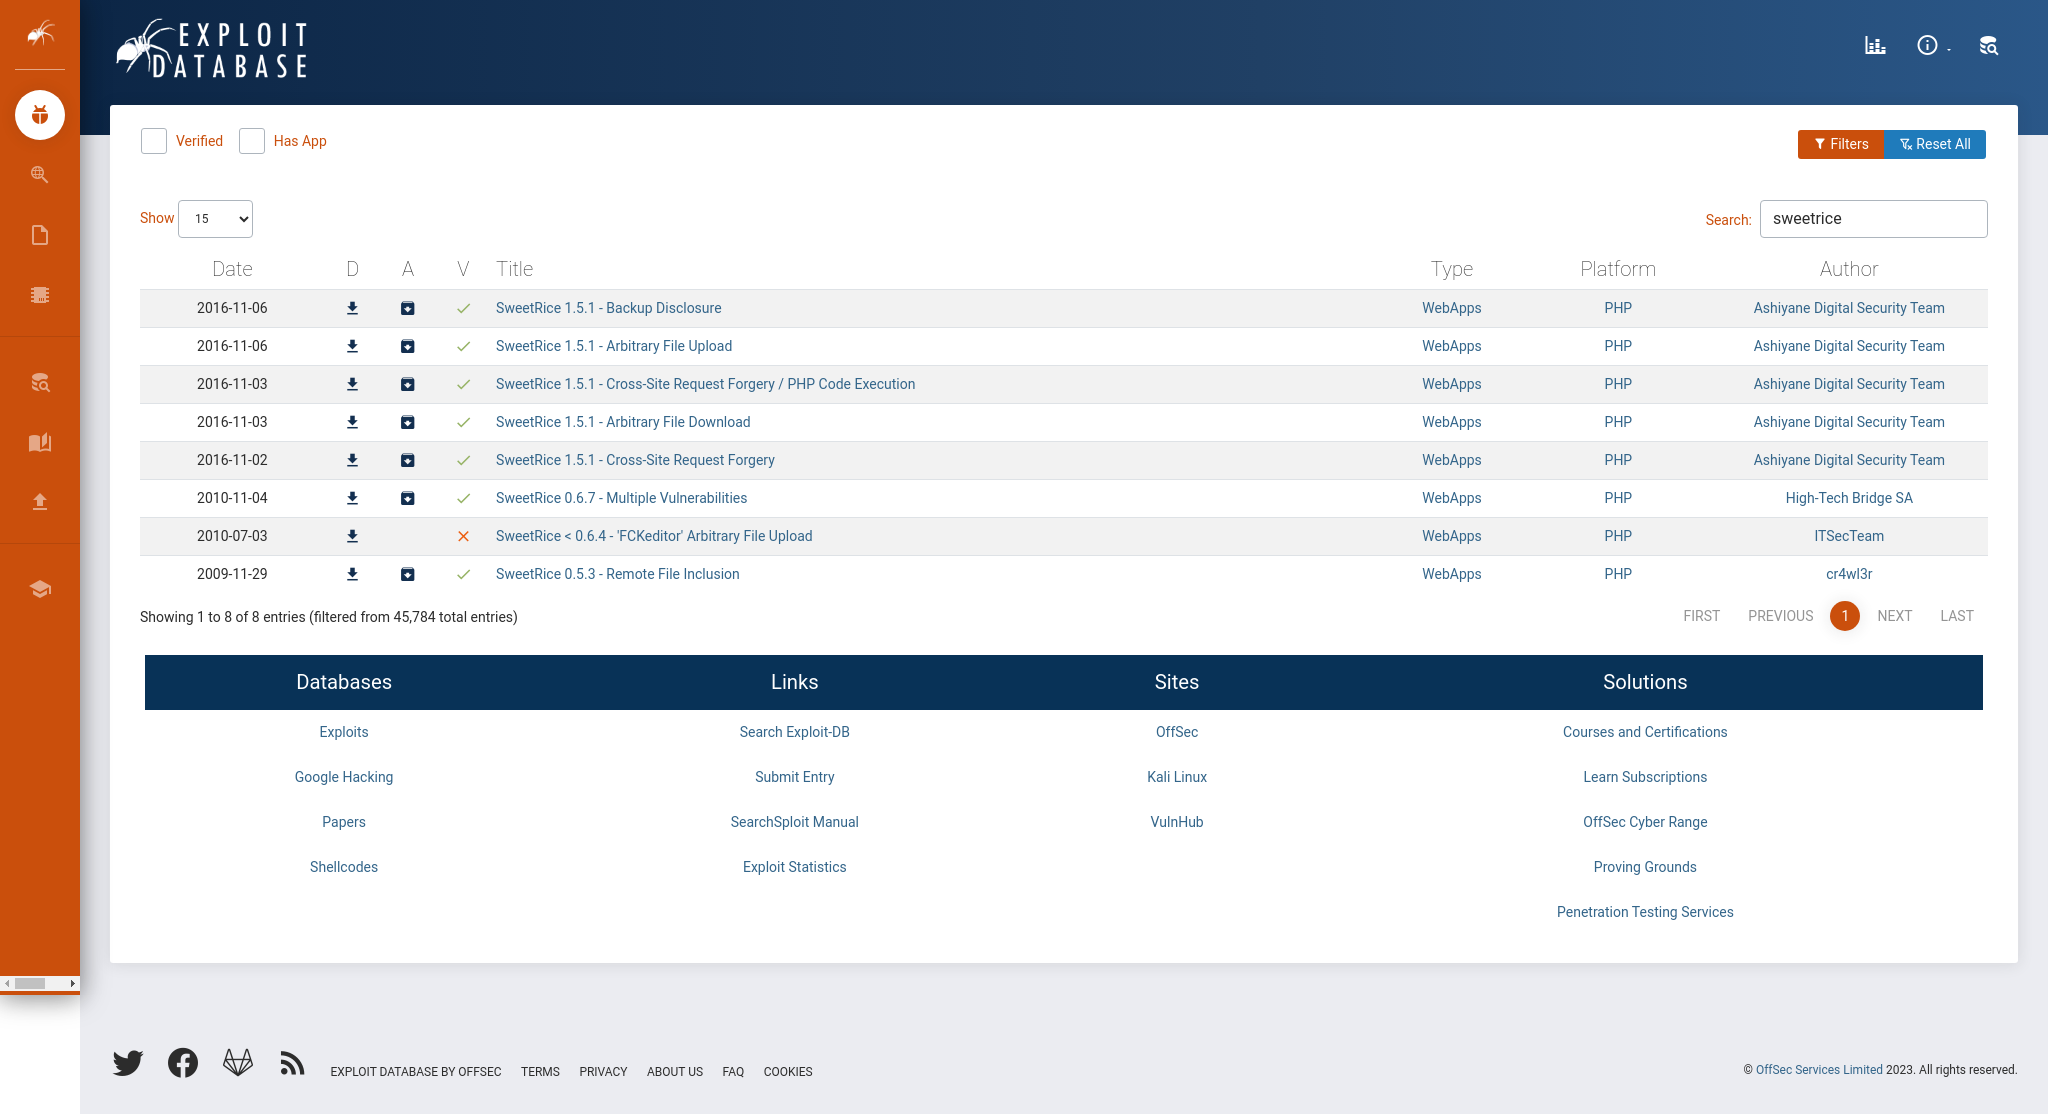 EXPLOIT
DATABASE
Verified Has App Filters Reset All
Show 15 Search: sweetrice
Date D A V Title Type Platform Author
2016-11-06 SweetRice 1.5.1 - Backup Disclosure WebApps PHP Ashiyane Digital Security Team
2016-11-06 SweetRice 1.5.1 - Arbitrary File Upload WebApps PHP Ashiyane Digital Security Team
2016-11-03 SweetRice 1.5.1 - Cross-Site Request Forgery / PHP Code Execution WebApps PHP Ashiyane Digital Security Team
2016-11-03 SweetRice 1.5.1 - Arbitrary File Download WebApps PHP Ashiyane Digital Security Team
2016-11-02 SweetRice 1.5.1 - Cross-Site Request Forgery WebApps PHP Ashiyane Digital Security Team
2010-11-04 SweetRice 0.6.7 - Multiple Vulnerabilities WebApps PHP High-Tech Bridge SA
2010-07-03 SweetRice < 0.6.4 - 'FCKeditor' Arbitrary File Upload WebApps PHP ITSecTeam
2009-11-29 SweetRice 0.5.3 - Remote File Inclusion WebApps PHP cr4wl3r
Showing 1 to 8 of 8 entries (filtered from 45,784 total entries) FIRST PREVIOUS 1 NEXT LAST
Databases Links Sites Solutions
Exploits Search Exploit-DB OffSec Courses and Certifications
Google Hacking Submit Entry Kali Linux Learn Subscriptions
Papers SearchSploit Manual VulnHub OffSec Cyber Range
Shellcodes Exploit Statistics Proving Grounds
Penetration Testing Services
EXPLOIT DATABASE BY OFFSEC TERMS PRIVACY ABOUT US FAQ COOKIES © OffSec Services Limited 2023. All rights reserved.